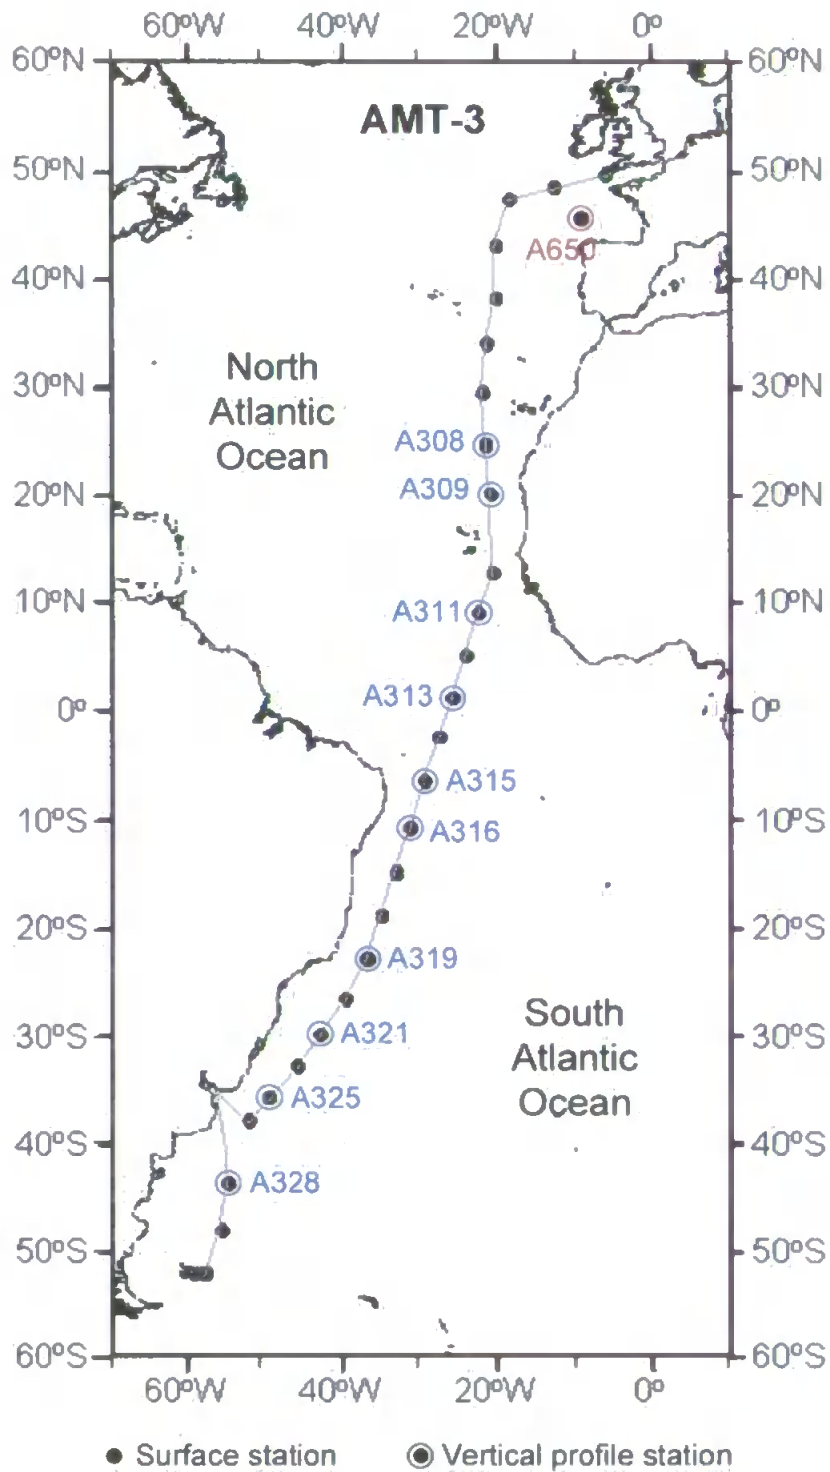 60ºW 40ºW 20ºW 0º
60ºN 60ºN
AMT-3
50ºN 50ºN
A650
40ºN 40ºN
30ºN 30ºN
North
Atlantic
Ocean
A308
A309
20ºN 20ºN
10ºN A311 10ºN
A313
0º 0º
A315
10ºS A316 10ºS
20ºS 20ºS
A319
30ºS A321 30ºS
South
Atlantic
Ocean
A325
40ºS 40ºS
A328
50ºS 50ºS
60ºS 60ºS
60ºW 40ºW 20ºW 0º
Surface station Vertical profile station